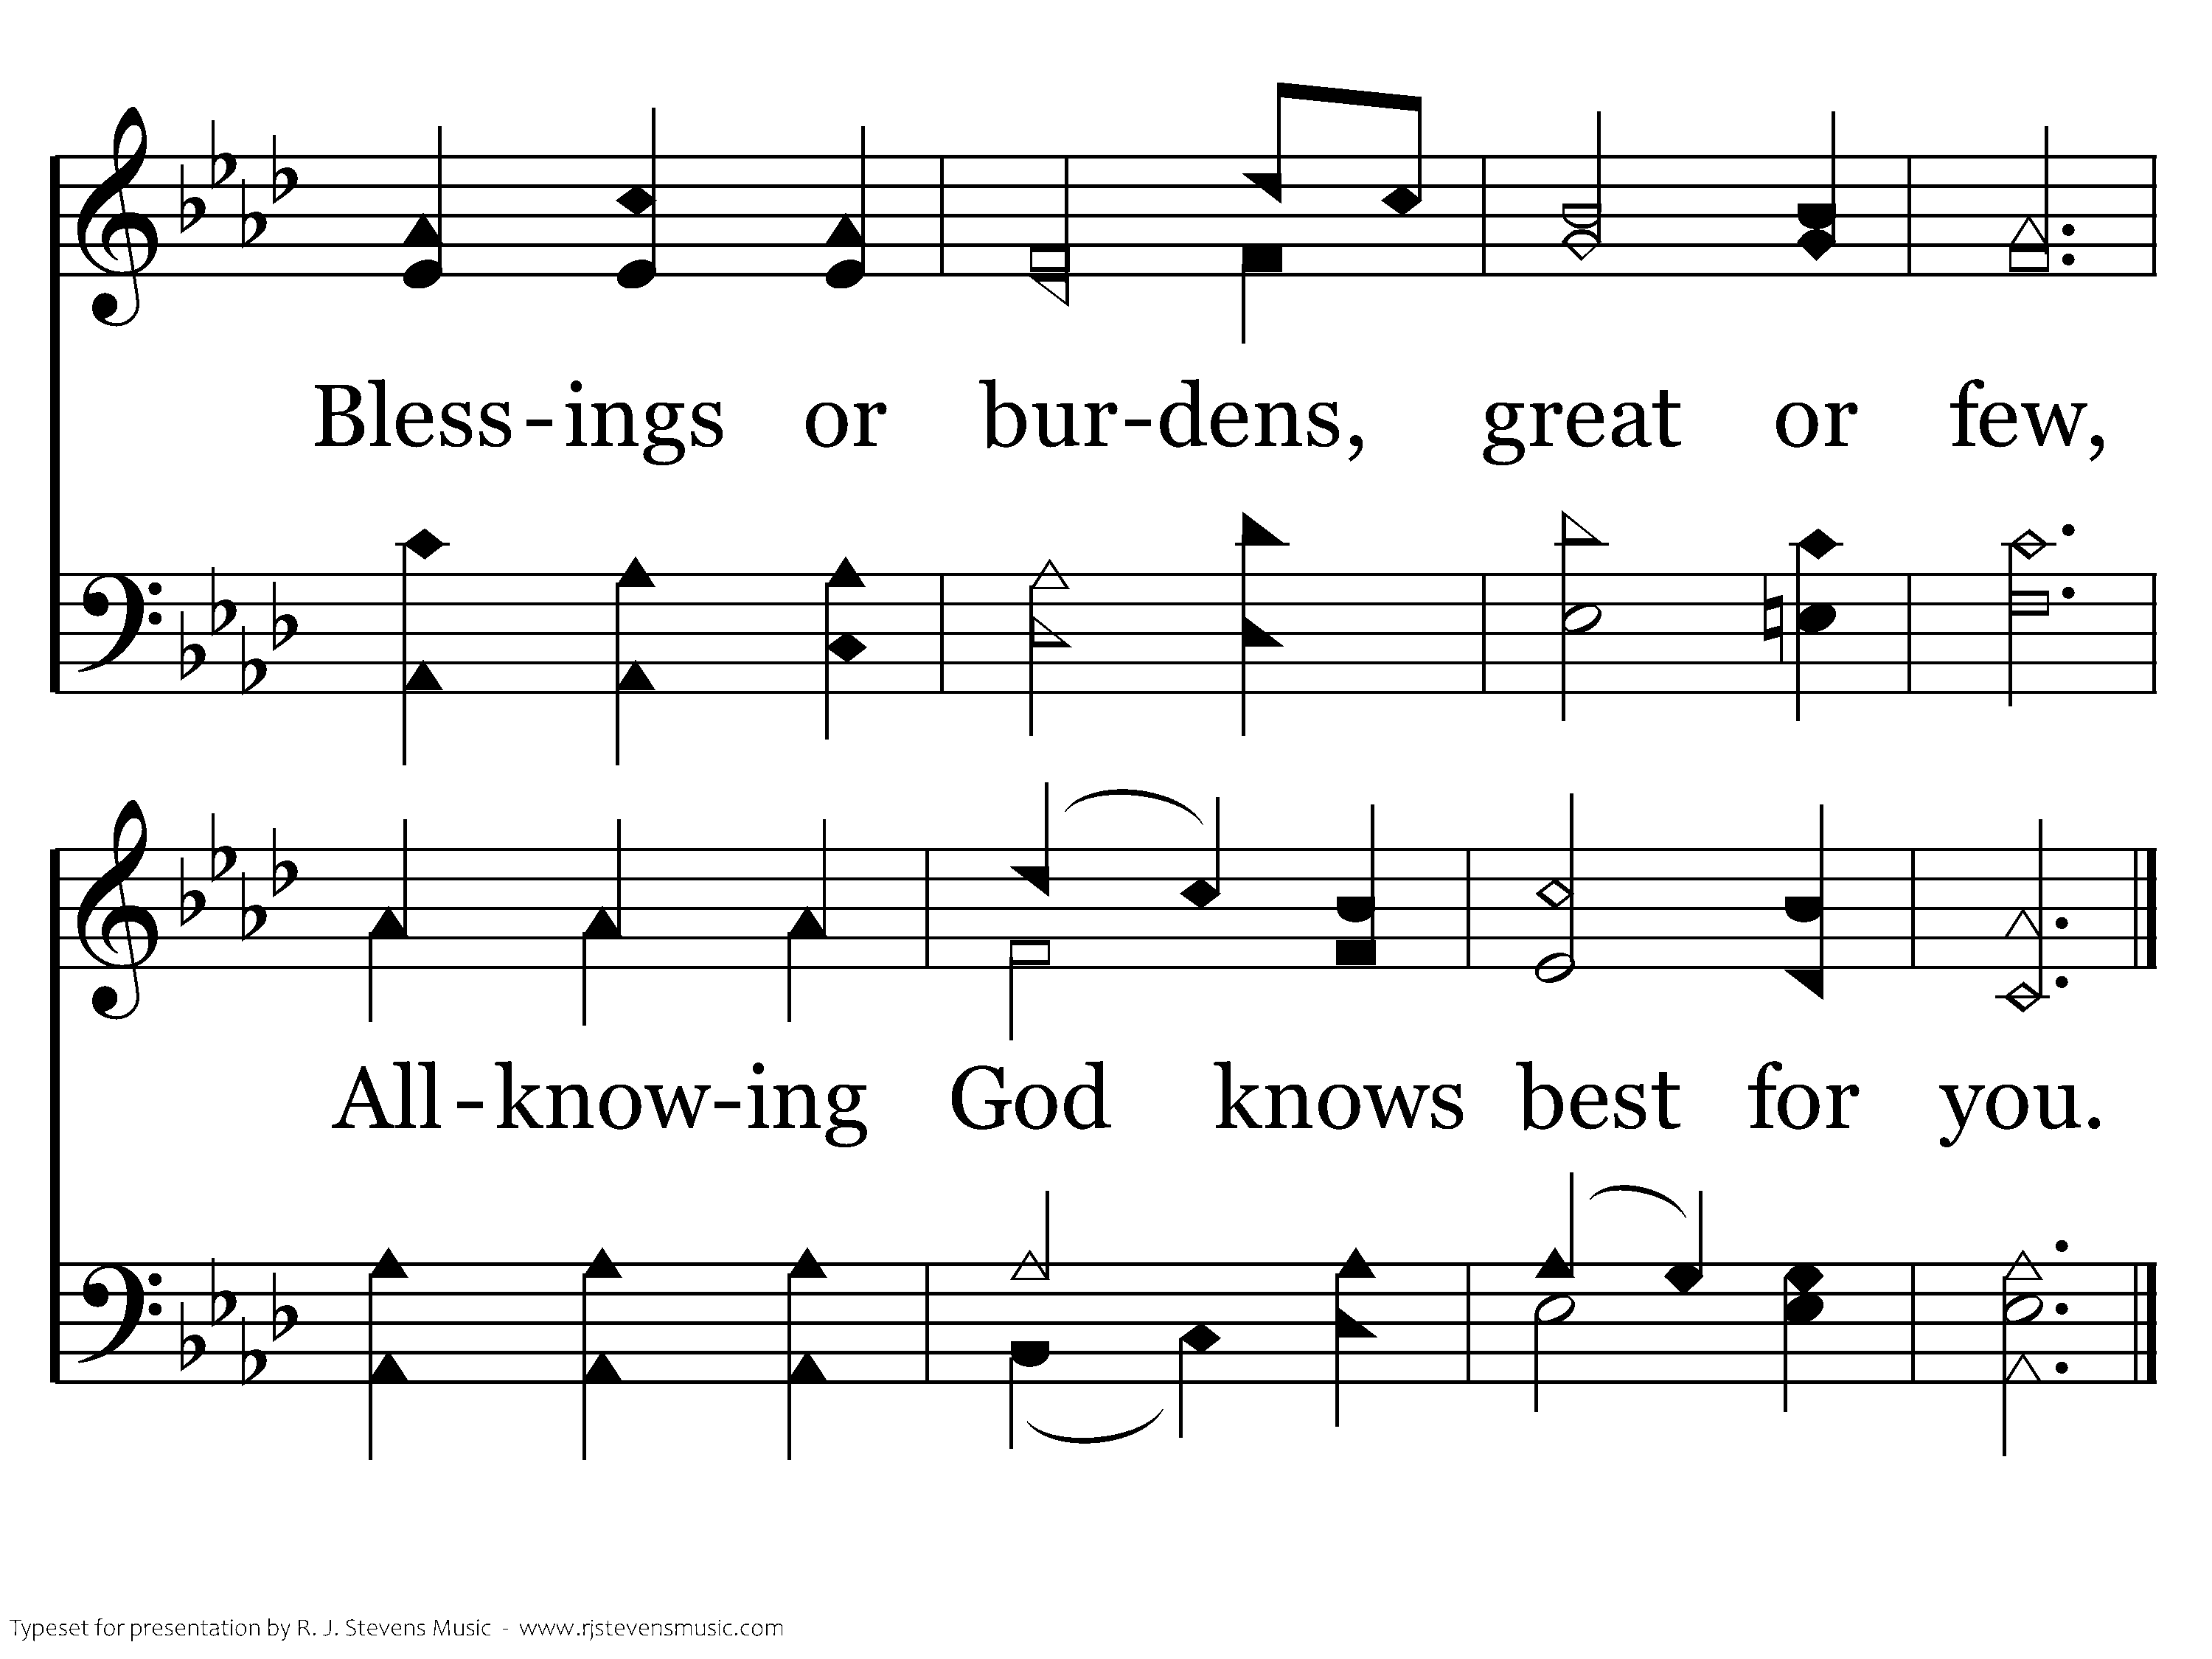 Bless-ings or bur-dens, great or few,
All-know-ing God knows best for you.
Typeset for presentation by R. J. Stevens Music - www.rjstevensmusic.com